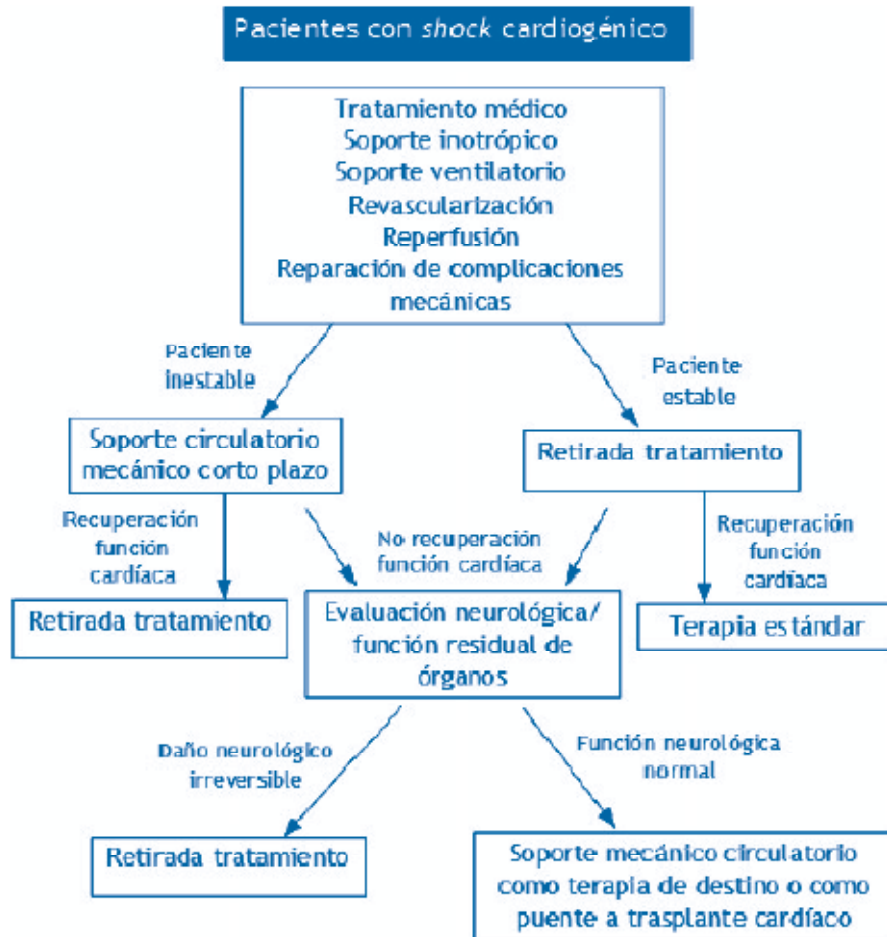 Pacientes con shock cardiogénico
Tratamiento médico
Soporte inotrópico
Soporte ventilatorio
Revascularización
Reperfusión
Reparación de complicaciones
mecánicas
Paciente
inestable
Paciente
estable
Soporte circulatorio
mecánico corto plazo
Retirada tratamiento
Recuperación
función
cardíaca
No recuperación
función cardíaca
Recuperación
función
cardíaca
Retirada tratamiento
Evaluación neurológica/
función residual de
órganos
Terapia estándar
Daño neurológico
irreversible
Función neurológica
normal
Retirada tratamiento
Soporte mecánico circulatorio
como terapia de destino o como
puente a trasplante cardíaco